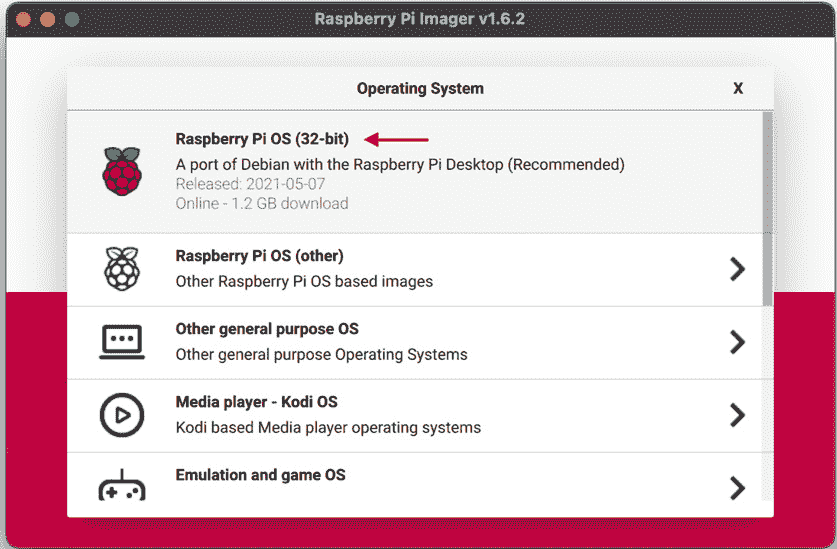 Raspberry Pi Imager v1.6.2
Operating System X
Raspberry Pi OS (32-bit)
A port of Debian with the Raspberry Pi Desktop (Recommended)
Released: 2021-05-07
Online - 1.2 GB download
Raspberry Pi OS (other)
Other Raspberry Pi OS based images
Other general purpose OS
Other general purpose Operating Systems
Media player - Kodi OS
Kodi based Media player operating systems
Emulation and game OS